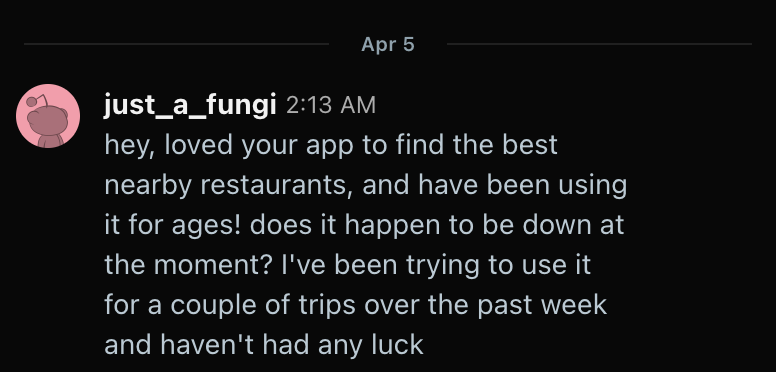 Apr 5
just_a_fungi 2:13 AM
hey, loved your app to find the best
nearby restaurants, and have been using
it for ages! does it happen to be down at
the moment? I've been trying to use it
for a couple of trips over the past week
and haven't had any luck